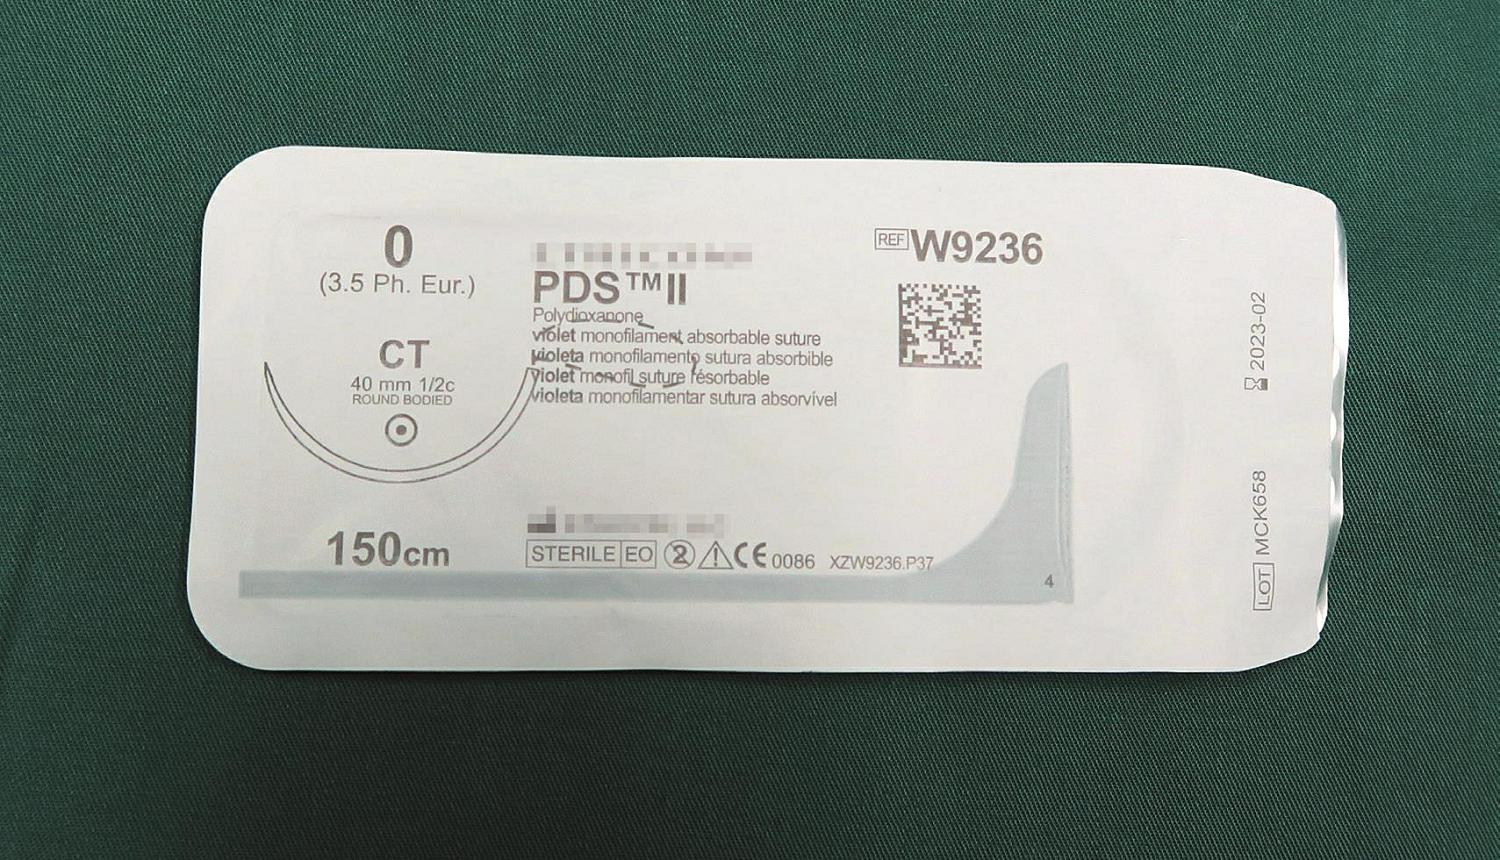 0
(3.5 Ph. Eur.)
CT
40 mm 1/2c
ROUND BODIED
150cm
PDS™II
Polydioxanone
violet monofilament absorbable suture
violeta monofilamento sutura absorbible
violet monofil suture résorbable
violeta monofilamentar sutura absorvível
STERILE EO 2 CE 0086 XZW9236.P37
REF W9236
4
2023-02
LOT MCK658